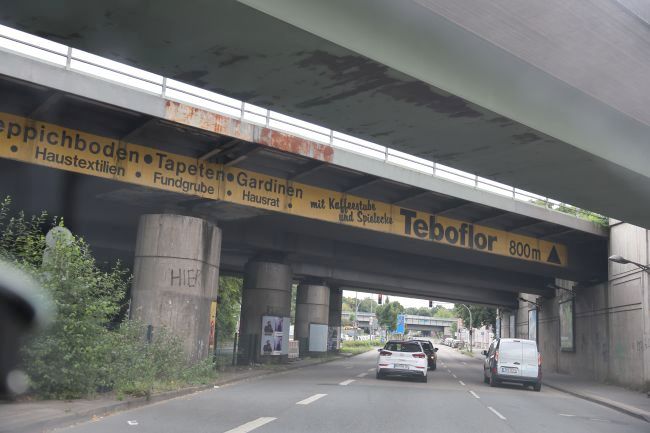 eppichboden • Tapeten • Gardinen
Haustextilien • Fundgrube • Hausrat •
mit Kaffeestube
und Spielecke
Teboflor
800m
HIER